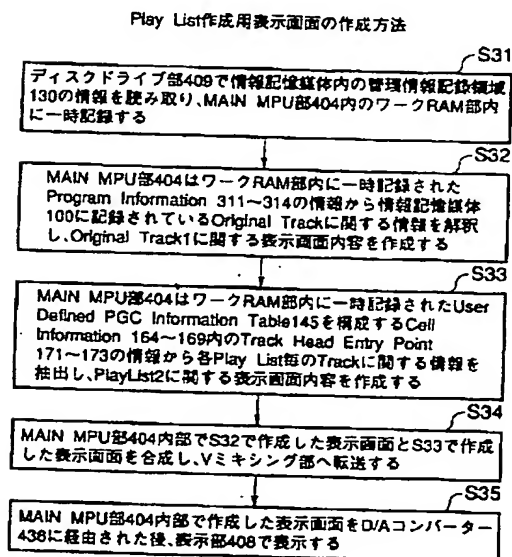 Play List作成用表示画面の作成方法
S31
ディスクドライブ部409で情報記憶媒体内の管理情報記録領域
130の情報を読み取り、MAIN MPU部404内のワークRAM部内
に一時記録する
S32
MAIN MPU部404はワークRAM部内に一時記録された
Program Information 311〜314の情報から情報記憶媒体
100に記録されているOriginal Trackに関する情報を解釈
し、Original Track1に関する表示画面内容を作成する
S33
MAIN MPU部404はワークRAM部内に一時記録されたUser
Defined PGC Information Table145を構成するCell
Information 164〜169内のTrack Head Entry Point
171〜173の情報から各Play List毎のTrackに関する情報を
抽出し、PlayList2に関する表示画面内容を作成する
S34
MAIN MPU部404内部でS32で作成した表示画面とS33で作成
した表示画面を合成し、Vミキシング部へ転送する
S35
MAIN MPU部404内部で作成した表示画面をD/Aコンバーター
436に経由された後、表示部408で表示する